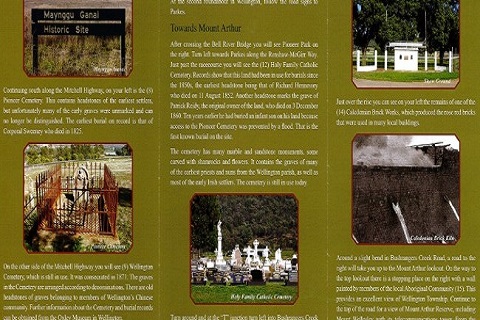 Maynggu Ganai
Historic Site
Maynggu Ganai
Continuing south along the Mitchell Highway, on your left is the (8)
Pioneer Cemetery. This contains headstones of the earliest settlers,
but unfortunately many of the early graves were unmarked and can
no longer be distinguished. The earliest burial on record is that of
Corporal Sweeney who died in 1825.
Pioneer Cemetery
On the other side of the Mitchell Highway you will see (9) Wellington
Cemetery, which is still in use. It was consecrated in 1871. The graves
in the Cemetery are arranged according to denominations. There are old
headstones of graves belonging to members of Wellington's Chinese
community. Further information about the Cemetery and burial records
can be obtained from the Oxley Museum in Wellington.
At the second roundabout in Wellington, follow the road signs to
Parkes.
Towards Mount Arthur
After crossing the Bell River Bridge you will see Pioneer Park on
the right. Turn left towards Parkes along the Renshaw-McGirr Way.
Just past the racecourse you will see the (12) Holy Family Catholic
Cemetery. Records show that this land had been in use for burials since
the 1850s, the earliest headstone being that of Richard Hennessy
who died on 11 August 1852. Another headstone marks the grave of
Patrick Reidy, the original owner of the land, who died on 3 December
1860. Ten years earlier he had buried an infant son on his land because
access to the Pioneer Cemetery was prevented by a flood. That is the
first known burial on the site.
The cemetery has many marble and sandstone monuments, some
carved with shamrocks and flowers. It contains the graves of many
of the earliest priests and nuns from the Wellington parish, as well as
most of the early Irish settlers. The cemetery is still in use today.
Holy Family Catholic Cemetery
Turn around and at the "T" junction turn left into Bushrangers Creek
Show Ground
Just over the rise you can see on your left the remains of one of the
(14) Caledonian Brick Works, which produced the rose red bricks
that were used in many local buildings.
Caledonian Brick Kiln
Around a slight bend in Bushrangers Creek Road, a road to the
right will take you up to the Mount Arthur lookout. On the way to
the top lookout there is a stopping place on the right with a wall
painted by members of the local Aboriginal Community (15). This
provides an excellent view of Wellington Township. Continue to
the top of the road for a view of Mount Arthur Reserve, including